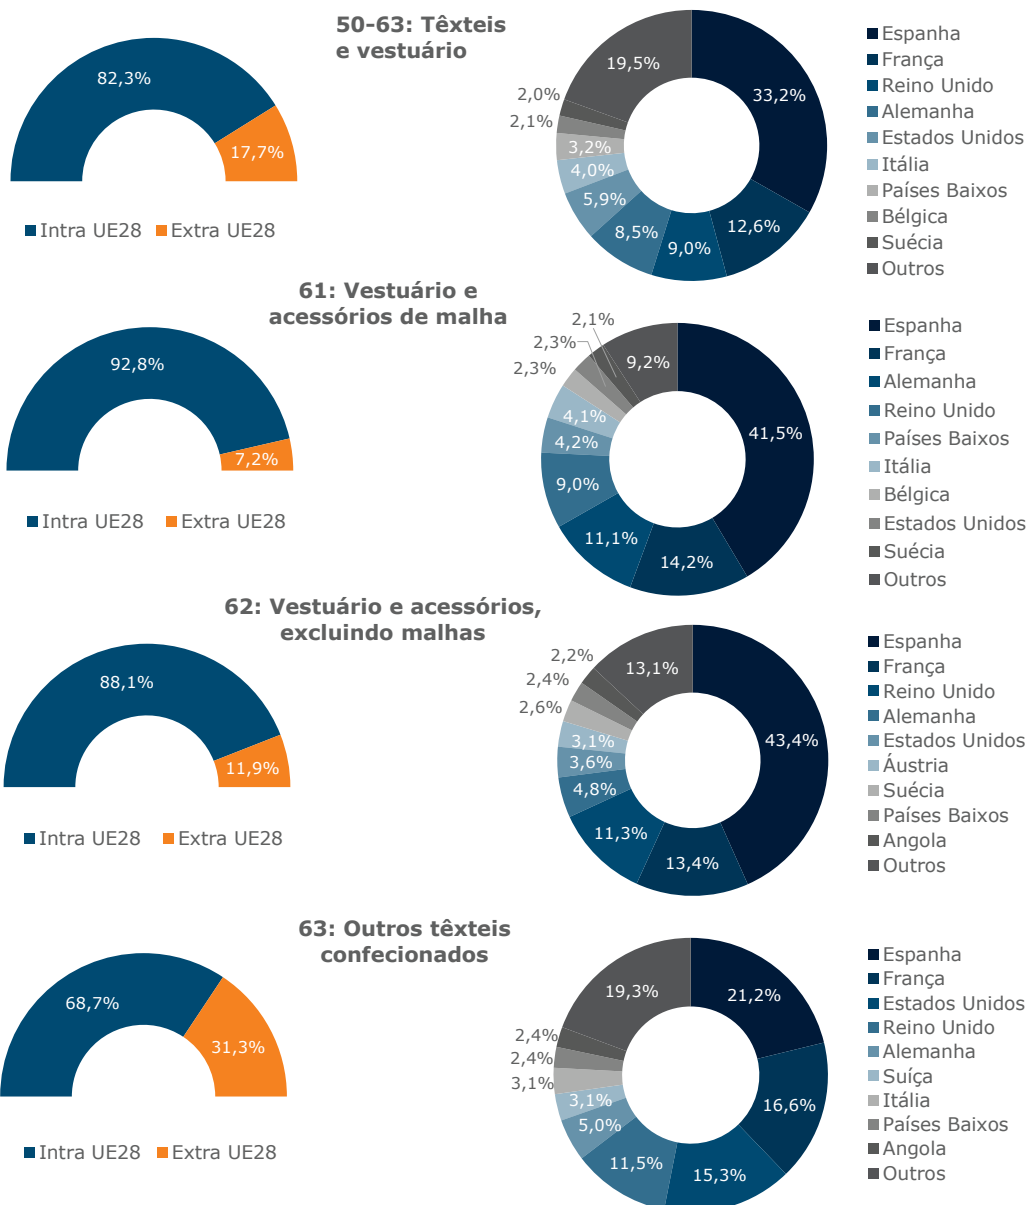 50-63: Têxteis
e vestuário
82,3%
17,7%
Intra UE28
Extra UE28
33,2%
12,6%
9,0%
8,5%
5,9%
4,0%
3,2%
2,1%
2,0%
19,5%
Espanha
França
Reino Unido
Alemanha
Estados Unidos
Itália
Países Baixos
Bélgica
Suécia
Outros
61: Vestuário e
acessórios de malha
92,8%
7,2%
Intra UE28
Extra UE28
41,5%
14,2%
11,1%
9,0%
4,2%
4,1%
2,3%
2,3%
2,1%
9,2%
Espanha
França
Alemanha
Reino Unido
Países Baixos
Itália
Bélgica
Estados Unidos
Suécia
Outros
62: Vestuário e acessórios,
excluindo malhas
88,1%
11,9%
Intra UE28
Extra UE28
43,4%
13,4%
11,3%
4,8%
3,6%
3,1%
2,6%
2,4%
2,2%
13,1%
Espanha
França
Reino Unido
Alemanha
Estados Unidos
Áustria
Suécia
Países Baixos
Angola
Outros
63: Outros têxteis
confecionados
68,7%
31,3%
Intra UE28
Extra UE28
21,2%
16,6%
15,3%
11,5%
5,0%
3,1%
3,1%
2,4%
2,4%
19,3%
Espanha
França
Estados Unidos
Reino Unido
Alemanha
Suíça
Itália
Países Baixos
Angola
Outros